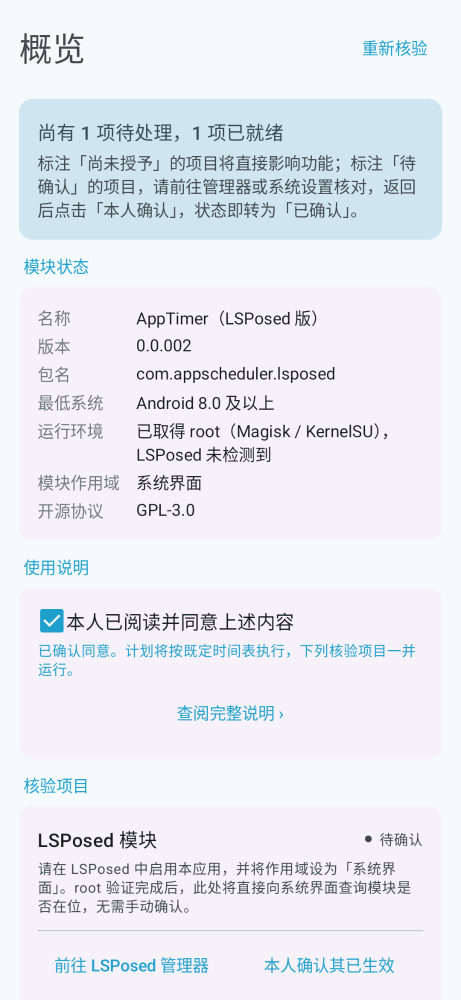 概览
重新核验
尚有 1 项待处理，1 项已就绪
标注「尚未授予」的项目将直接影响功能；标注「待
确认」的项目，请前往管理器或系统设置核对，返回
后点击「本人确认」，状态即转为「已确认」。
模块状态
名称 AppTimer（LSPosed 版）
版本 0.0.002
包名 com.appscheduler.lsposed
最低系统 Android 8.0 及以上
运行环境 已取得 root（Magisk / KernelSU），
LSPosed 未检测到
模块作用域 系统界面
开源协议 GPL-3.0
使用说明
本人已阅读并同意上述内容
已确认同意。计划将按既定时间表执行，下列核验项目一并
运行。
查阅完整说明 ›
核验项目
LSPosed 模块
● 待确认
请在 LSPosed 中启用本应用，并将作用域设为「系统界
面」。root 验证完成后，此处将直接向系统界面查询模块是
否在位，无需手动确认。
前往 LSPosed 管理器
本人确认其已生效